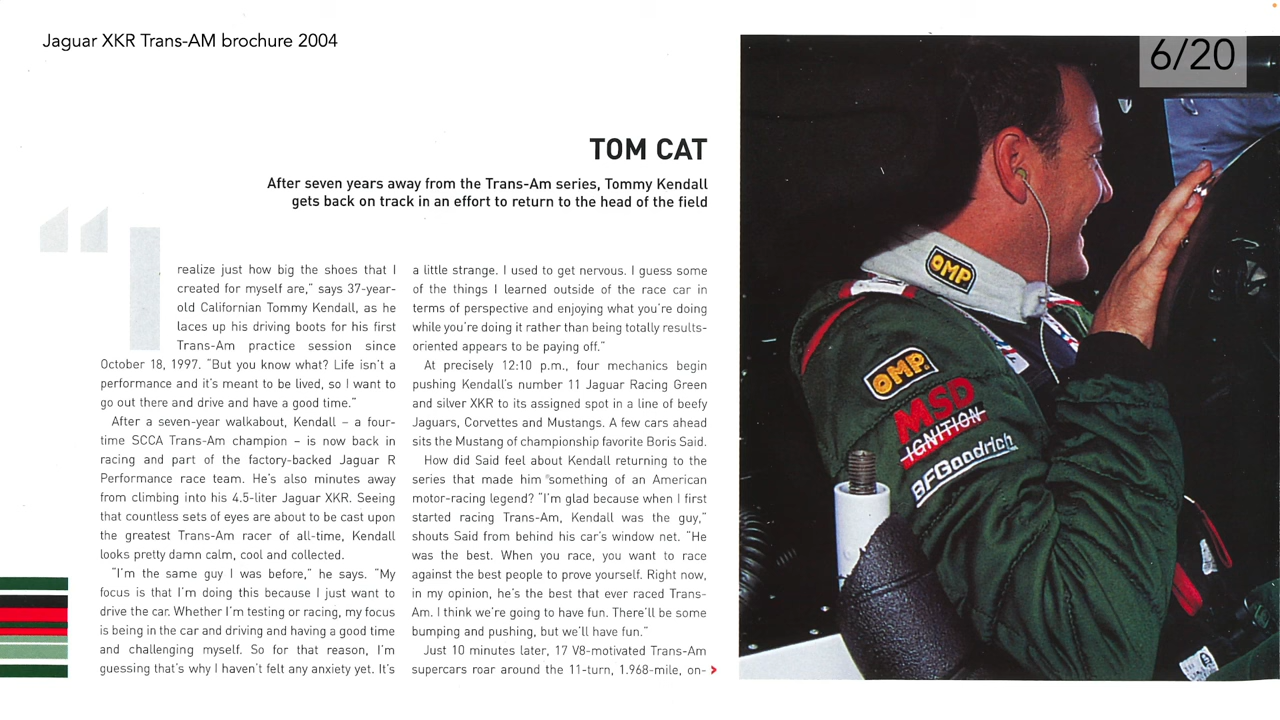 Jaguar XKR Trans-AM brochure 2004
6/20
TOM CAT
After seven years away from the Trans-Am series, Tommy Kendall
gets back on track in an effort to return to the head of the field
“I
realize just how big the shoes that I
created for myself are,” says 37-year-
old Californian Tommy Kendall, as he
laces up his driving boots for his first
Trans-Am practice session since
October 18, 1997. “But you know what? Life isn't a
performance and it's meant to be lived, so I want to
go out there and drive and have a good time.”
After a seven-year walkabout, Kendall – a four-
time SCCA Trans-Am champion – is now back in
racing and part of the factory-backed Jaguar R
Performance race team. He's also minutes away
from climbing into his 4.5-liter Jaguar XKR. Seeing
that countless sets of eyes are about to be cast upon
the greatest Trans-Am racer of all-time, Kendall
looks pretty damn calm, cool and collected.
“I'm the same guy I was before,” he says. “My
focus is that I'm doing this because I just want to
drive the car. Whether I'm testing or racing, my focus
is being in the car and driving and having a good time
and challenging myself. So for that reason, I'm
guessing that's why I haven't felt any anxiety yet. It's
a little strange. I used to get nervous. I guess some
of the things I learned outside of the race car in
terms of perspective and enjoying what you're doing
while you're doing it rather than being totally results-
oriented appears to be paying off.”
At precisely 12:10 p.m., four mechanics begin
pushing Kendall's number 11 Jaguar Racing Green
and silver XKR to its assigned spot in a line of beefy
Jaguars, Corvettes and Mustangs. A few cars ahead
sits the Mustang of championship favorite Boris Said.
How did Said feel about Kendall returning to the
series that made him something of an American
motor-racing legend? “I'm glad because when I first
started racing Trans-Am, Kendall was the guy,”
shouts Said from behind his car's window net. “He
was the best. When you race, you want to race
against the best people to prove yourself. Right now,
in my opinion, he's the best that ever raced Trans-
Am. I think we're going to have fun. There'll be some
bumping and pushing, but we'll have fun.”
Just 10 minutes later, 17 V8-motivated Trans-Am
supercars roar around the 11-turn, 1.968-mile, on-
OMP
OMP
MSD
IGNITION
BFGoodrich